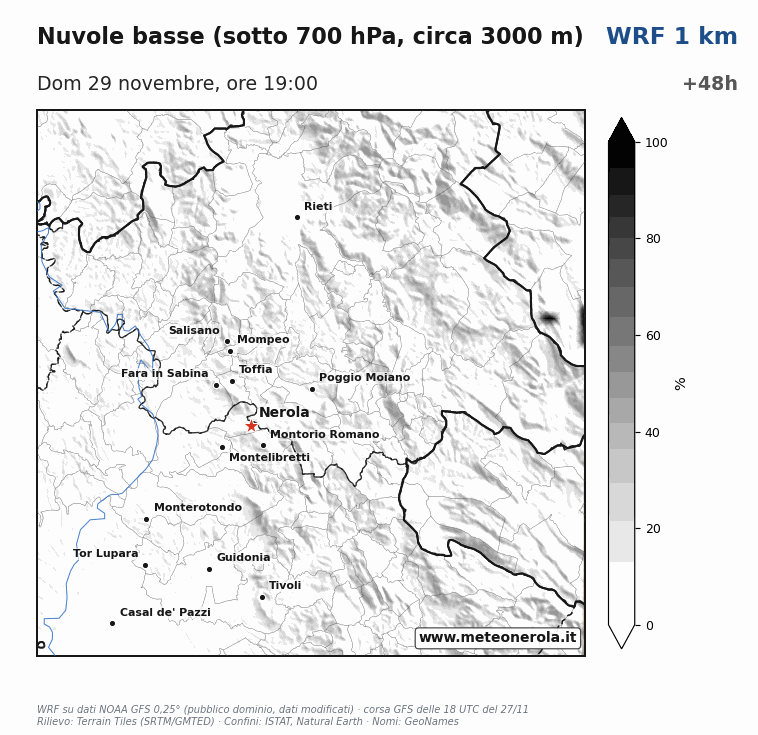 Nuvole basse (sotto 700 hPa, circa 3000 m) WRF 1 km
Dom 29 novembre, ore 19:00 +48h
100
80
60
40
20
0
%
Rieti
Salisano
Mompeo
Fara in Sabina
Toffia
Poggio Moiano
Nerola
Montorio Romano
Montelibretti
Monterotondo
Tor Lupara
Guidonia
Tivoli
Casal de' Pazzi
www.meteonerola.it
WRF su dati NOAA GFS 0,25° (pubblico dominio, dati modificati) · corsa GFS delle 18 UTC del 27/11
Rilievo: Terrain Tiles (SRTM/GMTED) · Confini: ISTAT, Natural Earth · Nomi: GeoNames